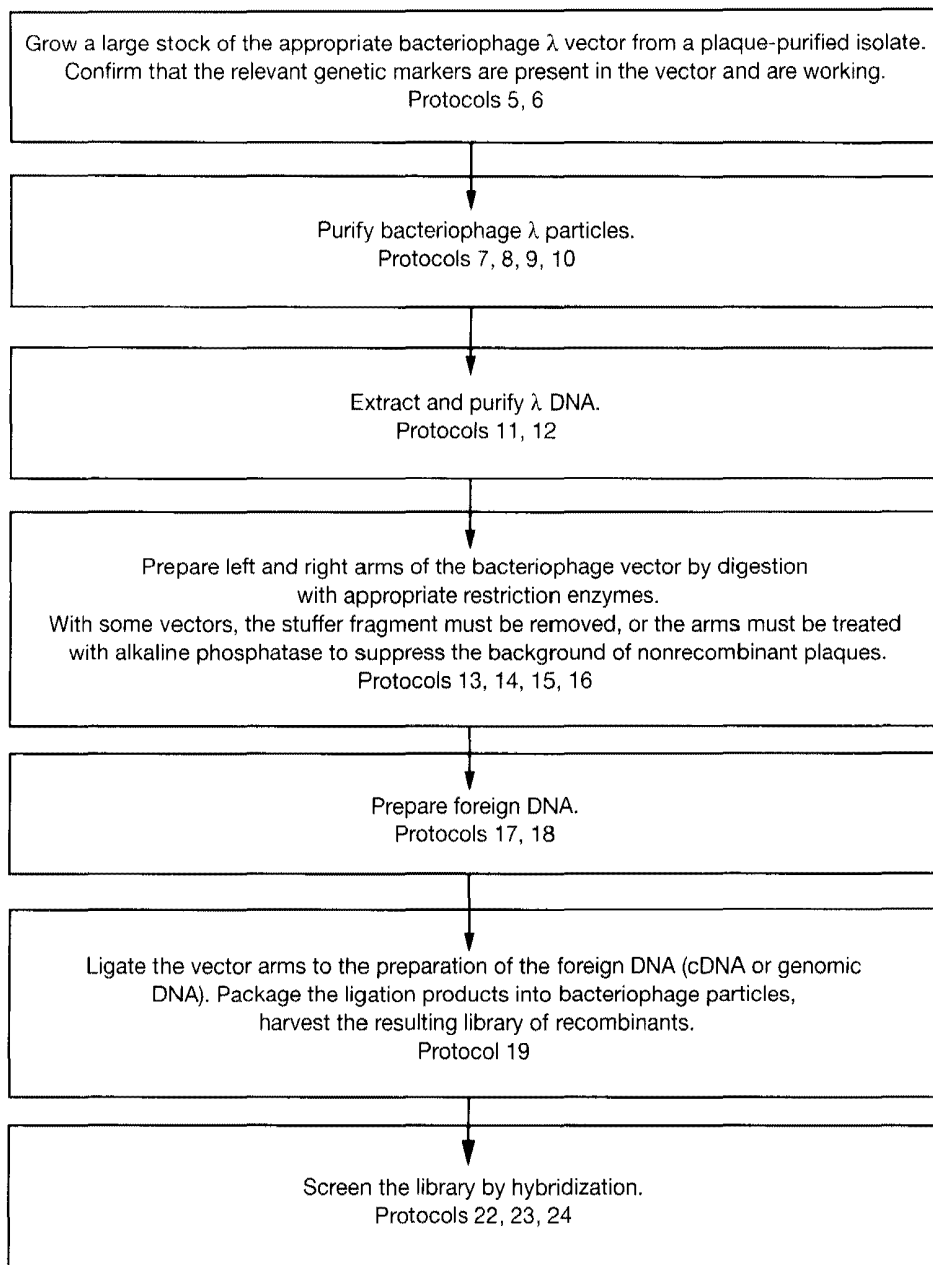 Grow a large stock of the appropriate bacteriophage λ vector from a plaque-purified isolate.
Confirm that the relevant genetic markers are present in the vector and are working.
Protocols 5, 6
Purify bacteriophage λ particles.
Protocols 7, 8, 9, 10
Extract and purify λ DNA.
Protocols 11, 12
Prepare left and right arms of the bacteriophage vector by digestion
with appropriate restriction enzymes.
With some vectors, the stuffer fragment must be removed, or the arms must be treated
with alkaline phosphatase to suppress the background of nonrecombinant plaques.
Protocols 13, 14, 15, 16
Prepare foreign DNA.
Protocols 17, 18
Ligate the vector arms to the preparation of the foreign DNA (cDNA or genomic
DNA). Package the ligation products into bacteriophage particles,
harvest the resulting library of recombinants.
Protocol 19
Screen the library by hybridization.
Protocols 22, 23, 24